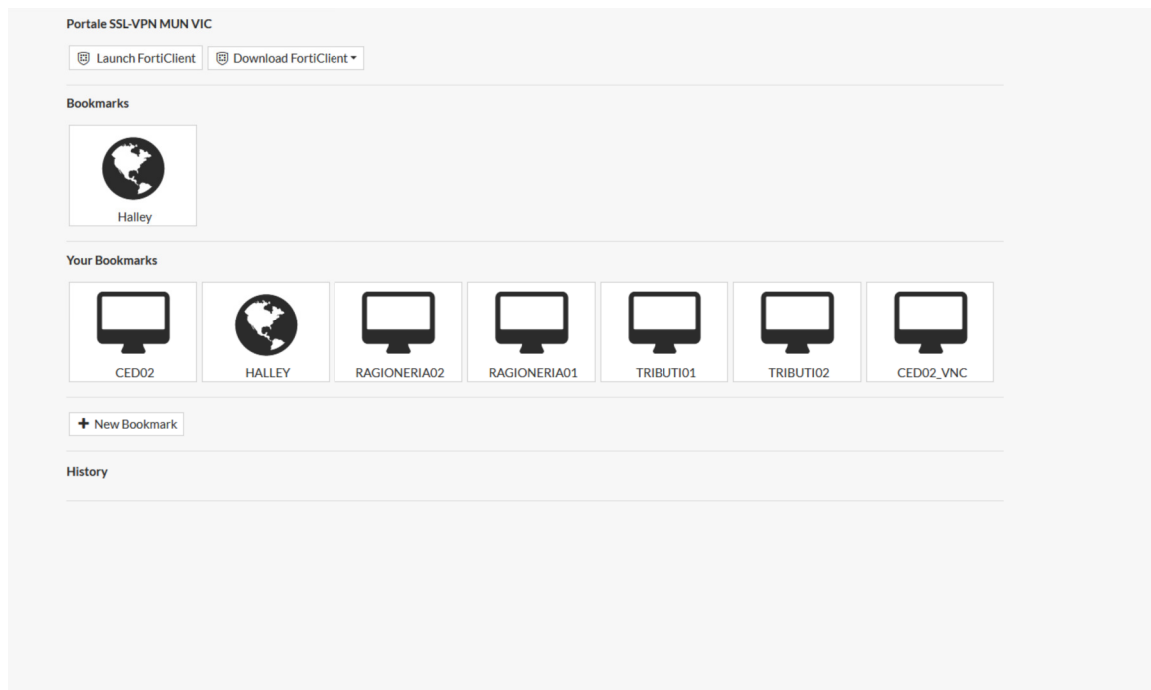 Portale SSL-VPN MUN VIC
Launch FortiClient Download FortiClient
Bookmarks
Halley
Your Bookmarks
CED02 HALLEY RAGIONERIA02 RAGIONERIA01 TRIBUTI01 TRIBUTI02 CED02_VNC
+ New Bookmark
History